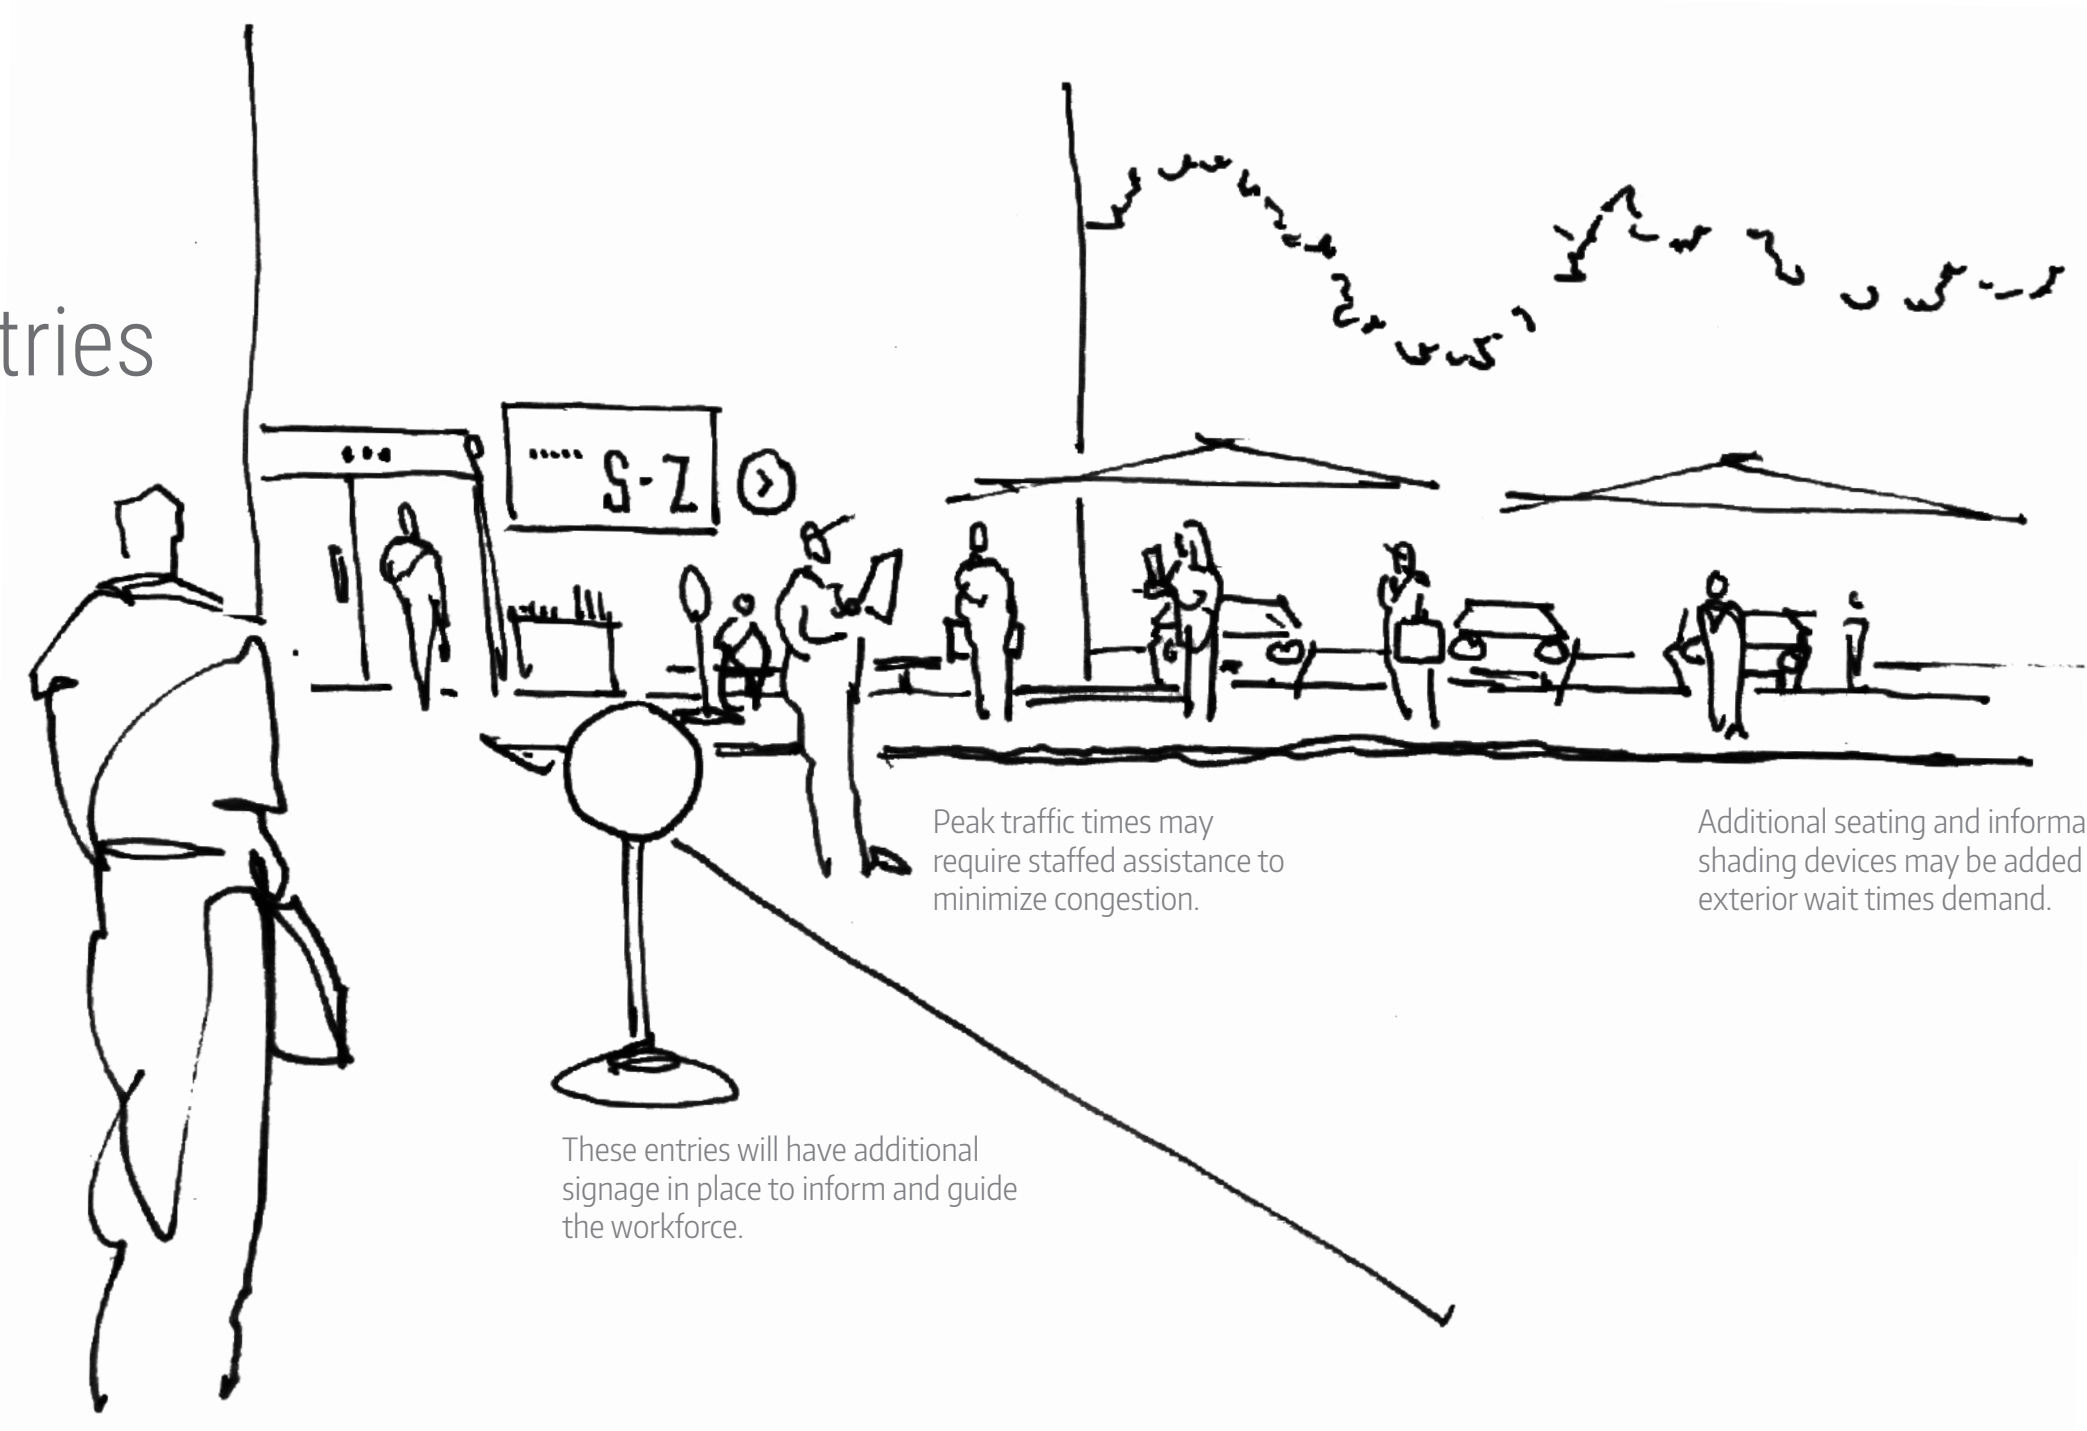 tries
S-Z
Peak traffic times may
require staffed assistance to
minimize congestion.
Additional seating and informa
shading devices may be added
exterior wait times demand.
These entries will have additional
signage in place to inform and guide
the workforce.